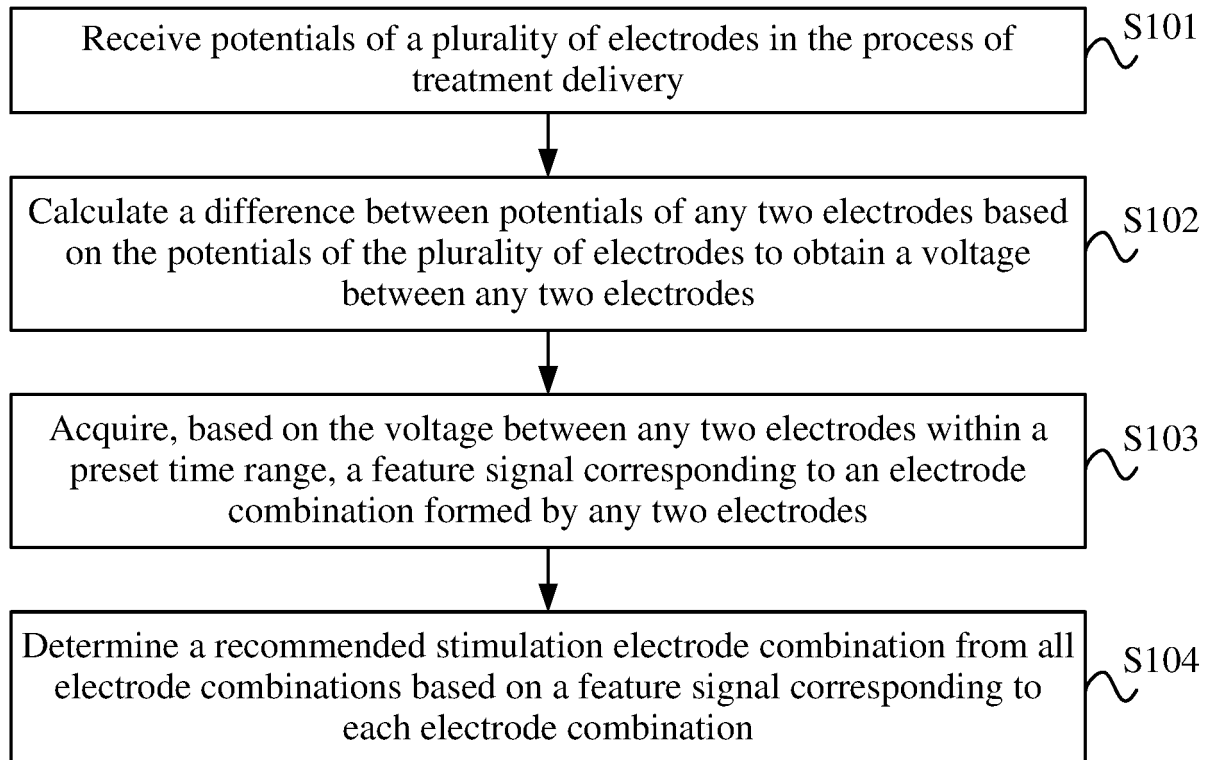 Receive potentials of a plurality of electrodes in the process of
treatment delivery
S101
Calculate a difference between potentials of any two electrodes based
on the potentials of the plurality of electrodes to obtain a voltage
between any two electrodes
S102
Acquire, based on the voltage between any two electrodes within a
preset time range, a feature signal corresponding to an electrode
combination formed by any two electrodes
S103
Determine a recommended stimulation electrode combination from all
electrode combinations based on a feature signal corresponding to
each electrode combination
S104